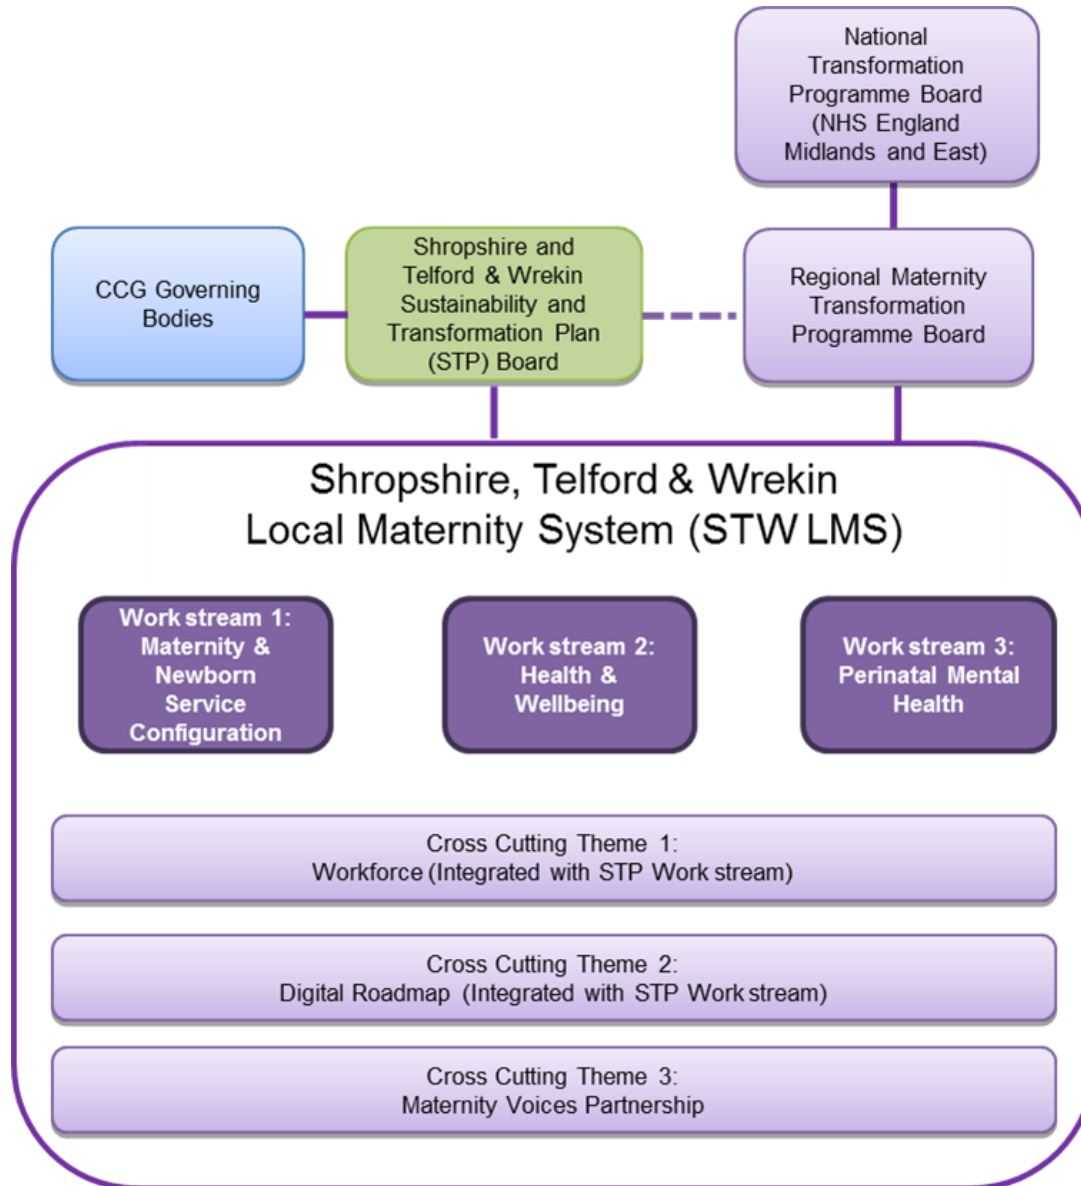 National
Transformation
Programme Board
(NHS England
Midlands and East)
CCG Governing
Bodies
Shropshire and
Telford & Wrekin
Sustainability and
Transformation Plan
(STP) Board
Regional Maternity
Transformation
Programme Board
Shropshire, Telford & Wrekin
Local Maternity System (STW LMS)
Work stream 1:
Maternity &
Newborn
Service
Configuration
Work stream 2:
Health &
Wellbeing
Work stream 3:
Perinatal Mental
Health
Cross Cutting Theme 1:
Workforce (Integrated with STP Work stream)
Cross Cutting Theme 2:
Digital Roadmap (Integrated with STP Work stream)
Cross Cutting Theme 3:
Maternity Voices Partnership